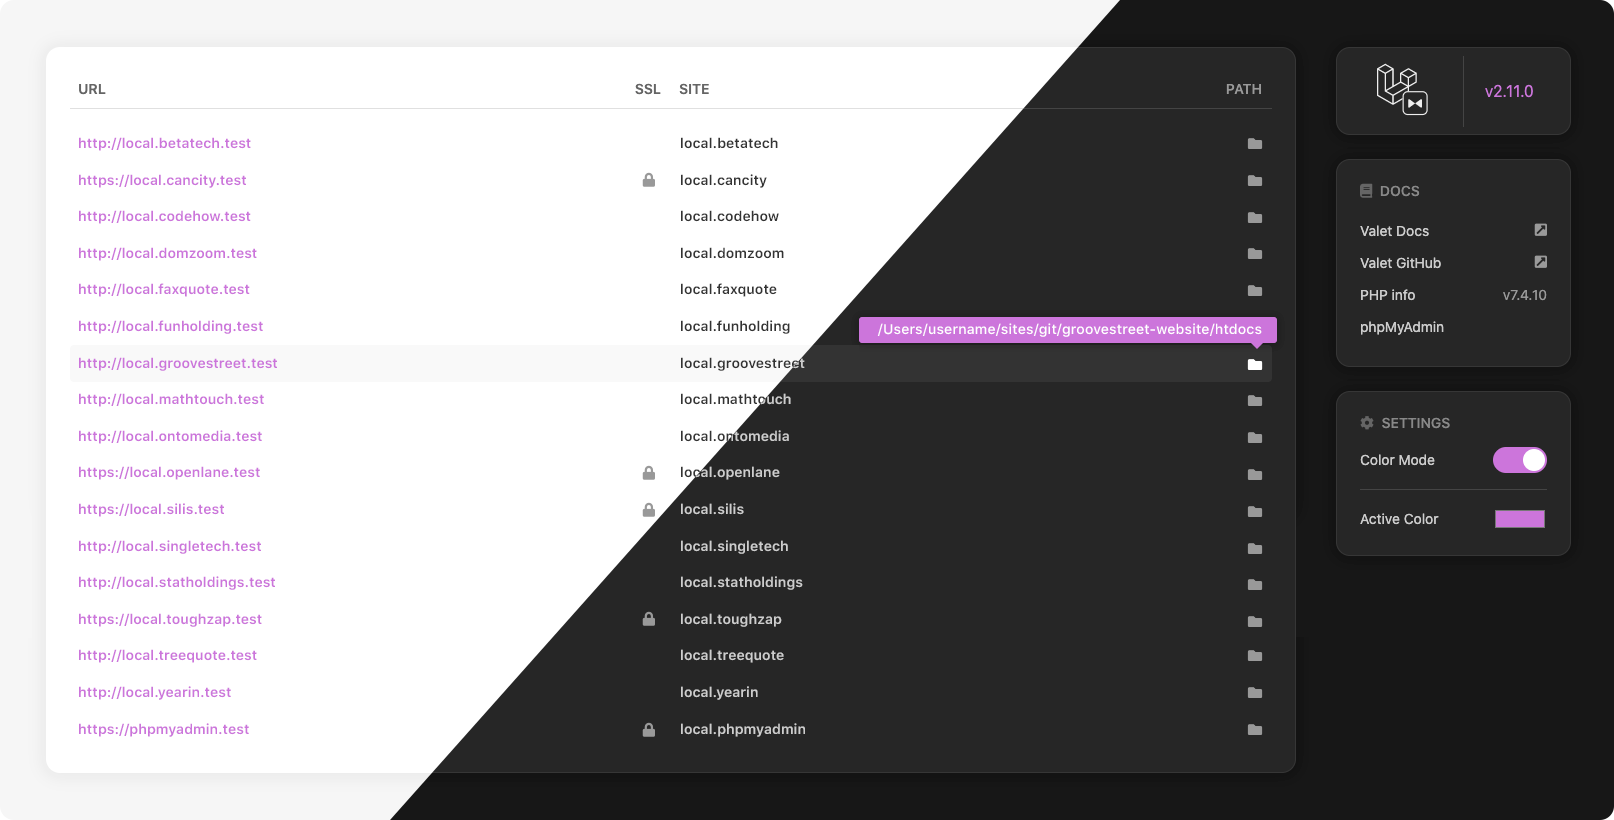 URL SSL SITE PATH
http://local.betatech.test local.betatech
https://local.cancity.test local.cancity
http://local.codehow.test local.codehow
http://local.domzoom.test local.domzoom
http://local.faxquote.test local.faxquote
http://local.funholding.test local.funholding
/Users/username/sites/git/groovestreet-website/htdocs
http://local.groovestreet.test local.groovestreet
http://local.mathtouch.test local.mathtouch
http://local.ontomedia.test local.ontomedia
https://local.openlane.test local.openlane
https://local.silis.test local.silis
http://local.singletech.test local.singletech
http://local.statholdings.test local.statholdings
https://local.toughzap.test local.toughzap
http://local.treequote.test local.treequote
http://local.yearin.test local.yearin
https://phpmyadmin.test local.phpmyadmin
v2.11.0
DOCS
Valet Docs
Valet GitHub
PHP info v7.4.10
phpMyAdmin
SETTINGS
Color Mode
Active Color